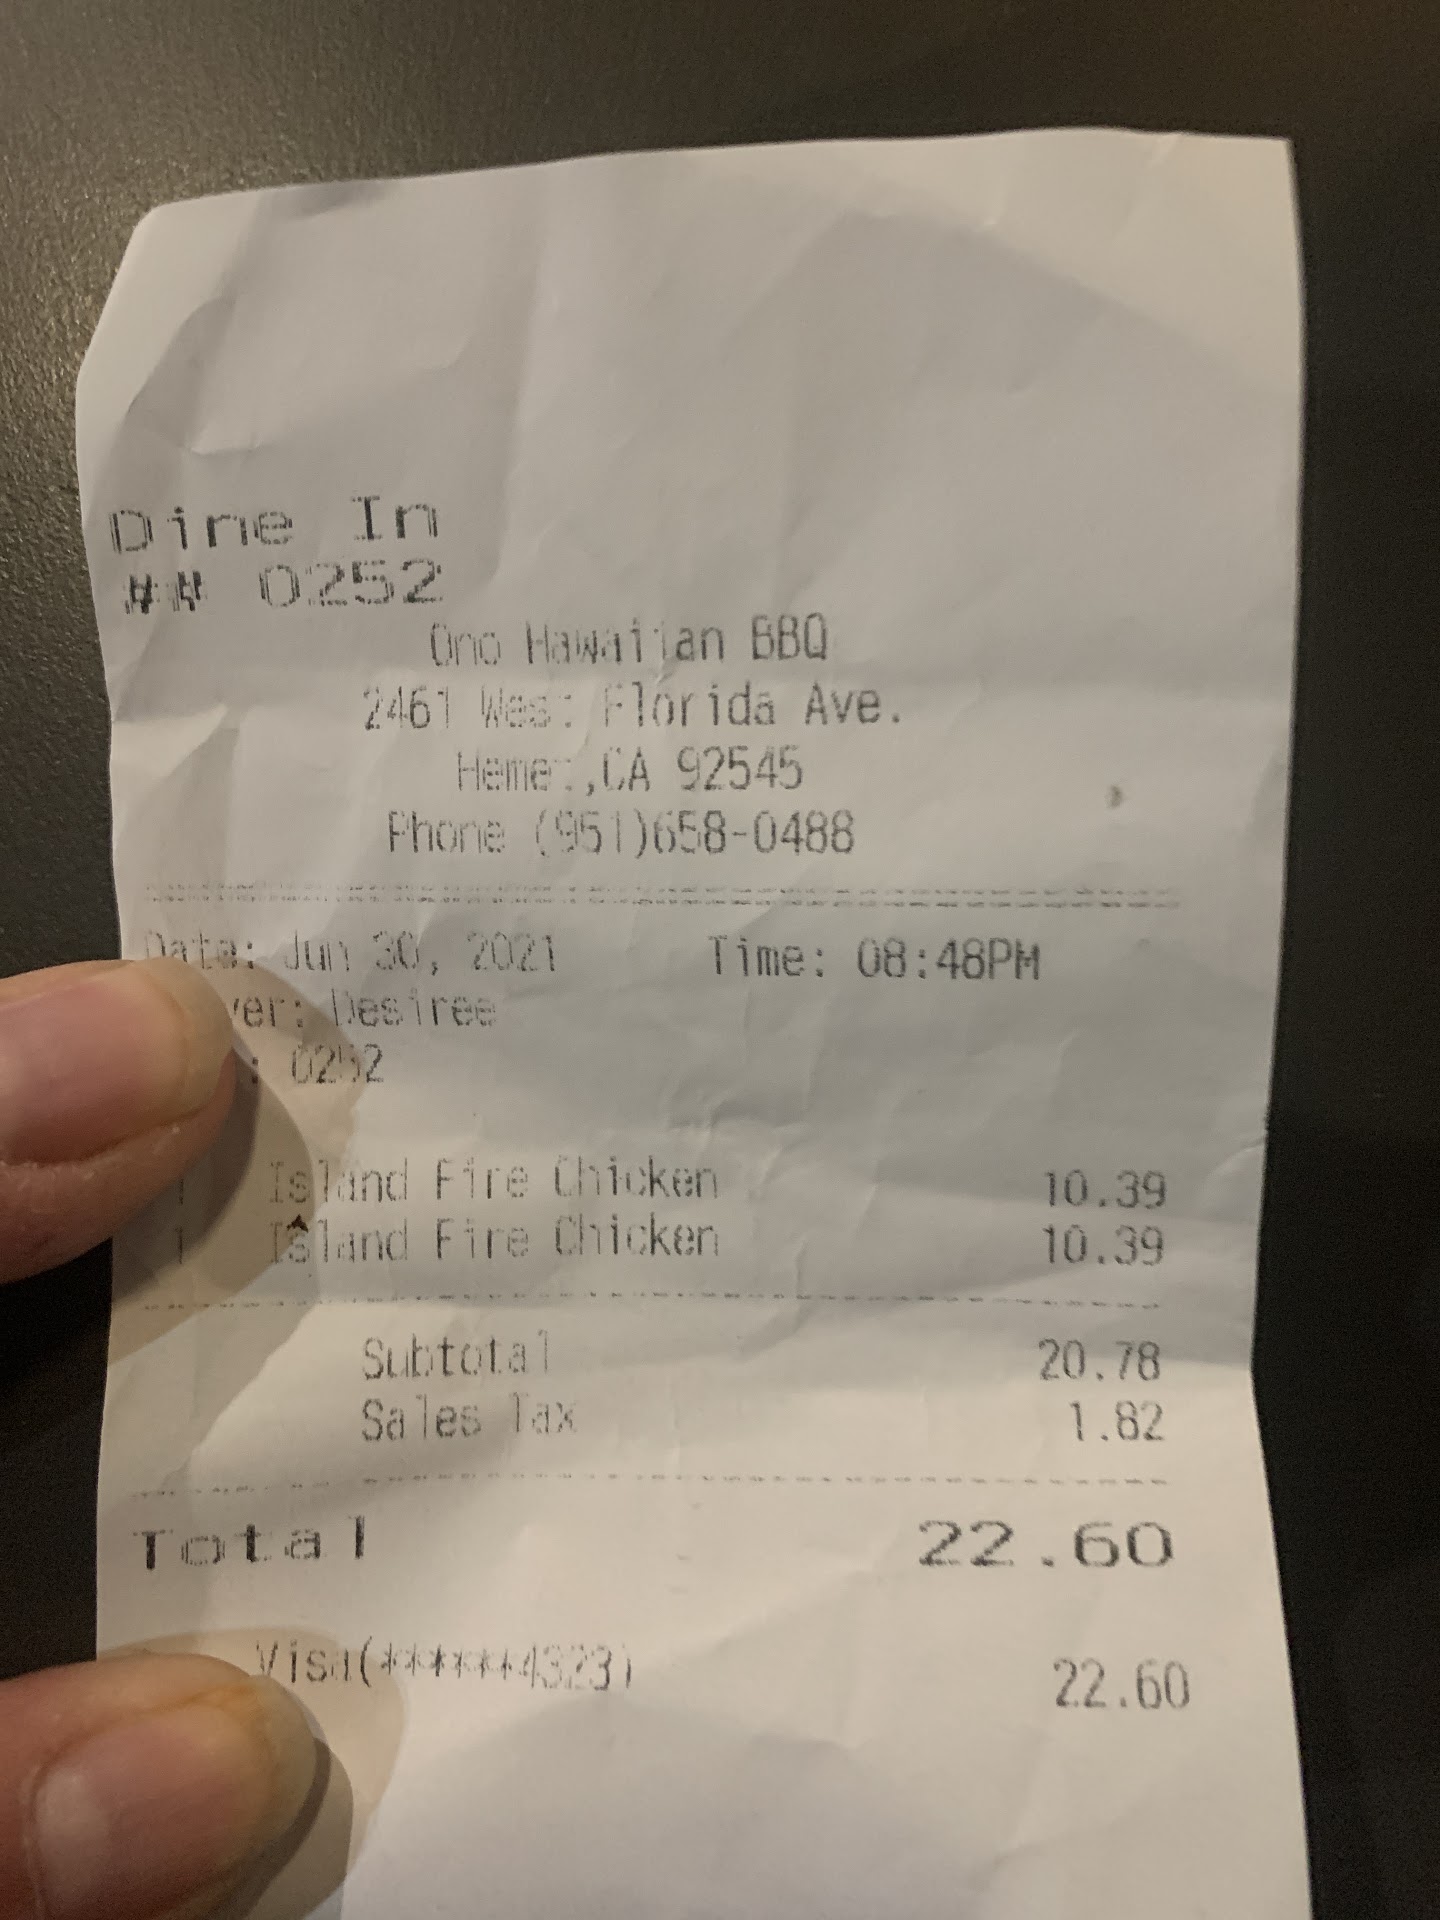 Dine In
## 0252
Ono Hawaiian BBQ
2461 West Florida Ave.
Hemet,CA 92545
Phone (951)658-0488
Date: Jun 30, 2021 Time: 08:48PM
ver: Desiree
: 0252
1 Island Fire Chicken 10.39
1 Island Fire Chicken 10.39
Subtotal 20.78
Sales Tax 1.82
Total 22.60
Visa(******4323) 22.60